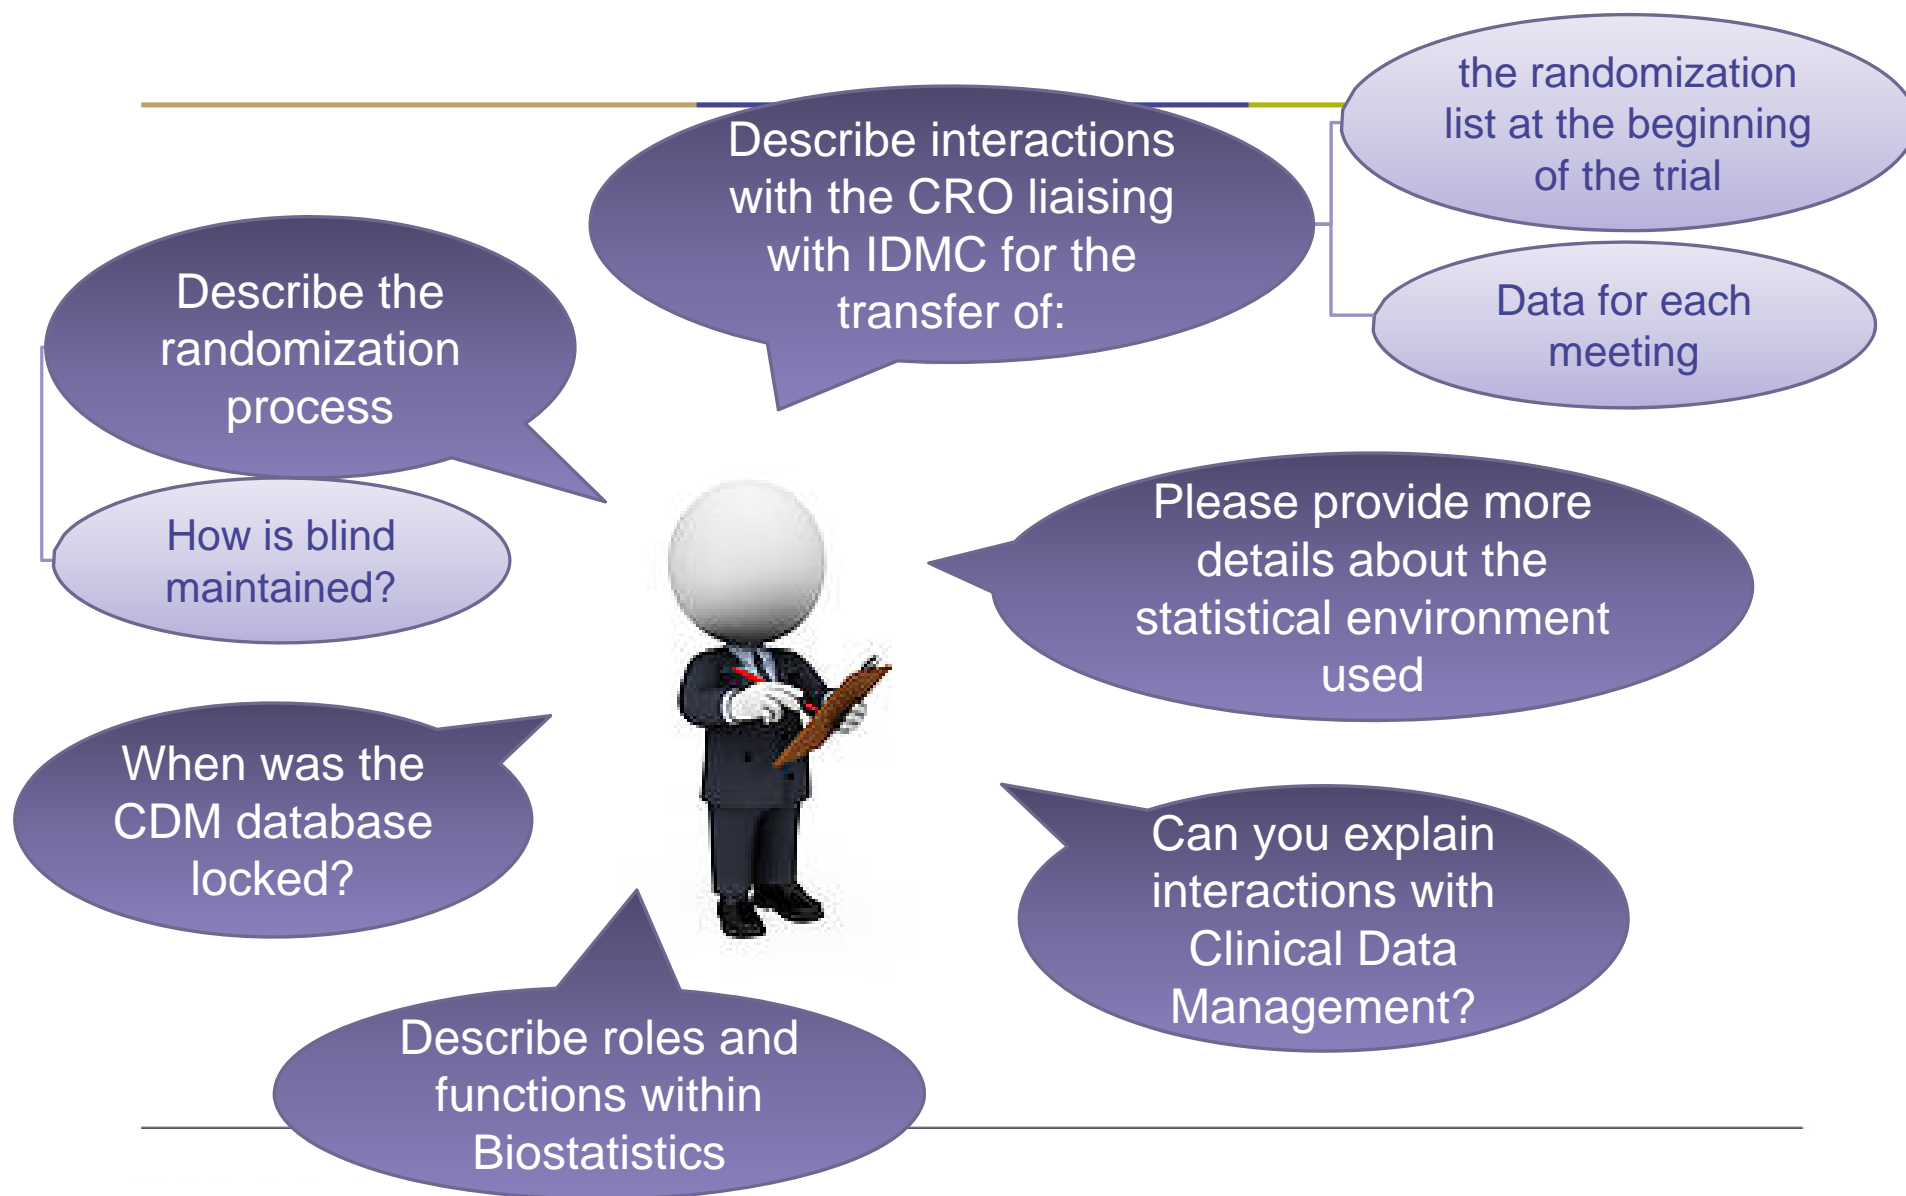 the randomization
list at the beginning
of the trial
Describe interactions
with the CRO liaising
with IDMC for the
transfer of:
Data for each
meeting
Describe the
randomization
process
How is blind
maintained?
Please provide more
details about the
statistical environment
used
When was the
CDM database
locked?
Can you explain
interactions with
Clinical Data
Management?
Describe roles and
functions within
Biostatistics